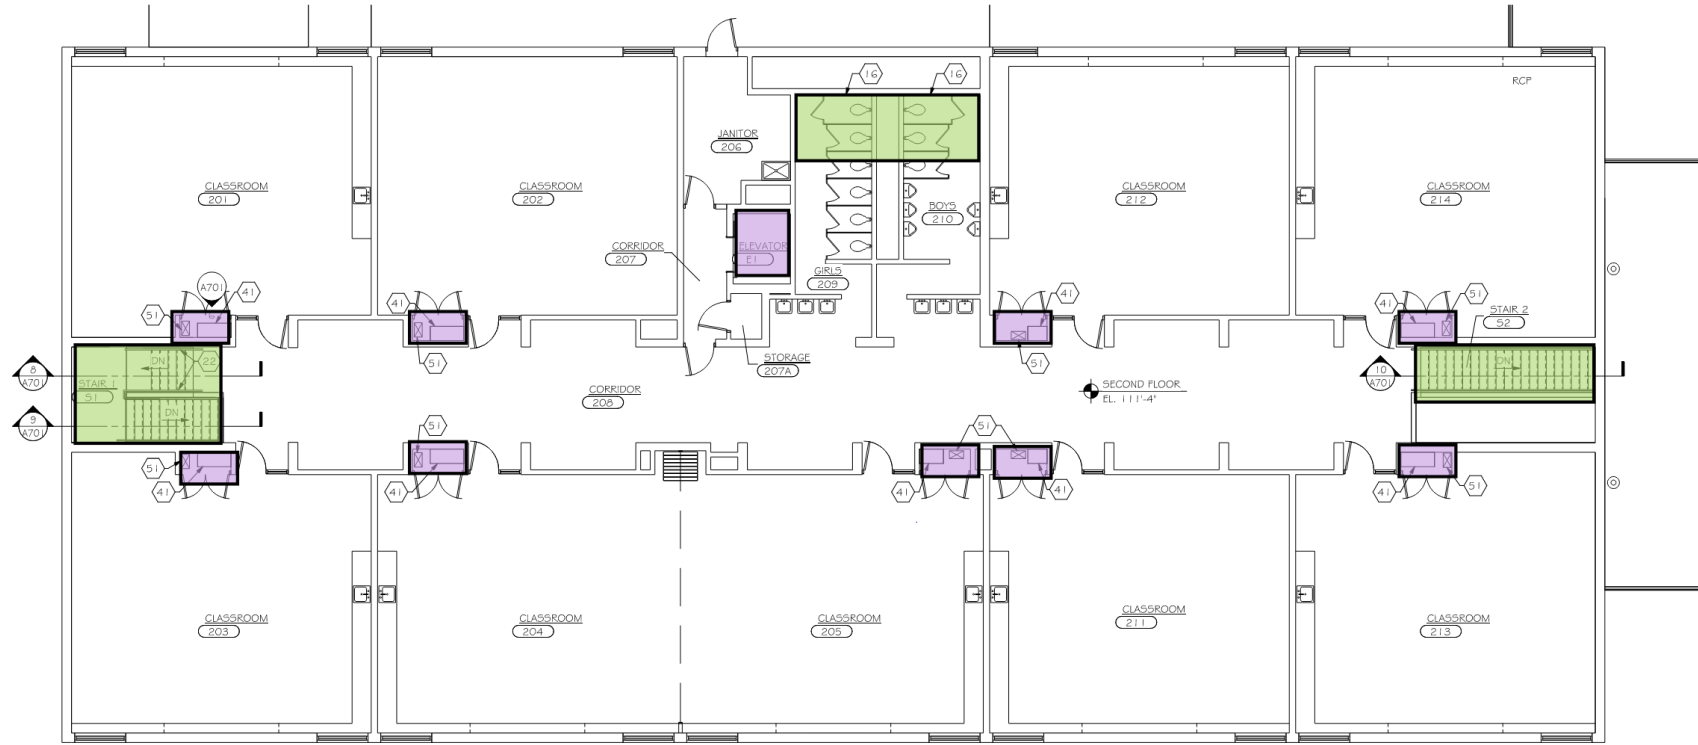 16
16
RCP
JANITOR
206
CLASSROOM
201
CLASSROOM
202
CLASSROOM
212
CLASSROOM
214
BOYS
210
CORRIDOR
207
ELEVATOR
E1
GIRLS
209
A701
41
51
41
51
41
51
41
51
STAIR 2
S2
STORAGE
207A
8
A701
STAIR 1
S1
DN
22
DN
9
A701
CORRIDOR
208
SECOND FLOOR
EL. 111'-4"
10
A701
DN
51
41
51
41
51
41
41
41
51
CLASSROOM
203
CLASSROOM
204
CLASSROOM
205
CLASSROOM
211
CLASSROOM
213